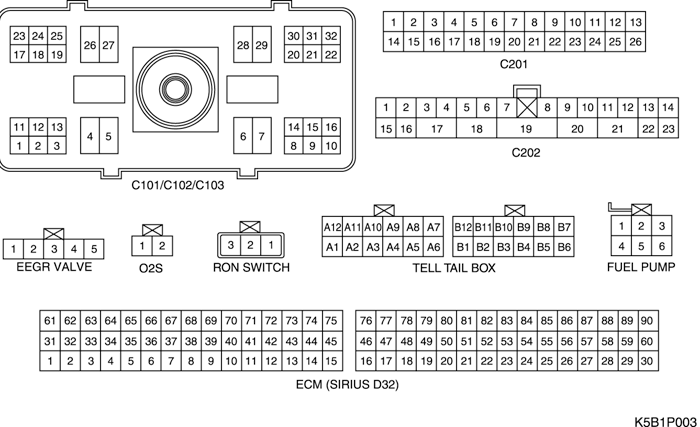 23 24 25 26 27 28 29 30 31 32
17 18 19 20 21 22
11 12 13 4 5 6 7 14 15 16
1 2 3 8 9 10
C101/C102/C103
1 2 3 4 5 6 7 8 9 10 11 12 13
14 15 16 17 18 19 20 21 22 23 24 25 26
C201
1 2 3 4 5 6 7 8 9 10 11 12 13 14
15 16 17 18 19 20 21 22 23
C202
1 2 3 4 5
EEGR VALVE
1 2
O2S
3 2 1
RON SWITCH
A12 A11 A10 A9 A8 A7 B12 B11 B10 B9 B8 B7
A1 A2 A3 A4 A5 A6 B1 B2 B3 B4 B5 B6
TELL TAIL BOX
1 2 3
4 5 6
FUEL PUMP
61 62 63 64 65 66 67 68 69 70 71 72 73 74 75 76 77 78 79 80 81 82 83 84 85 86 87 88 89 90
31 32 33 34 35 36 37 38 39 40 41 42 43 44 45 46 47 48 49 50 51 52 53 54 55 56 57 58 59 60
1 2 3 4 5 6 7 8 9 10 11 12 13 14 15 16 17 18 19 20 21 22 23 24 25 26 27 28 29 30
ECM (SIRIUS D32)
K5B1P003